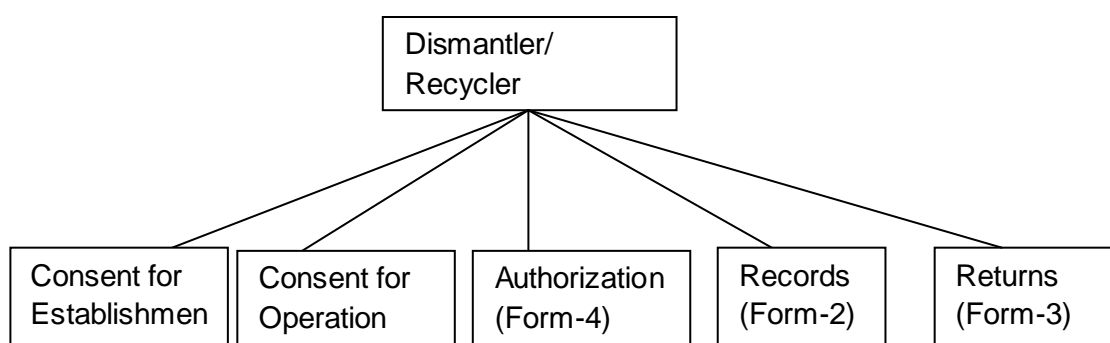 Dismantler/
Recycler
Consent for
Establishmen
Consent for
Operation
Authorization
(Form-4)
Records
(Form-2)
Returns
(Form-3)